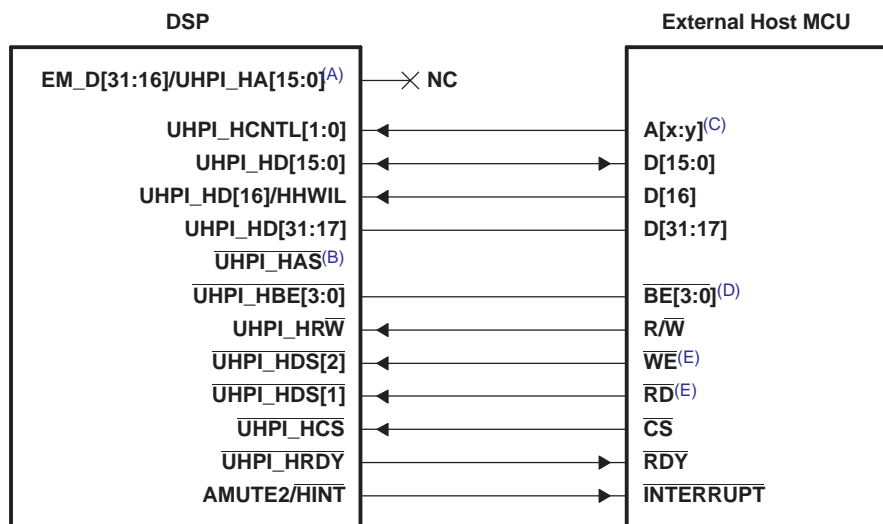 DSP
External Host MCU
EM_D[31:16]/UHPI_HA[15:0](A)
NC
UHPI_HCNTL[1:0]
A[x:y](C)
UHPI_HD[15:0]
D[15:0]
UHPI_HD[16]/HHWIL
D[16]
UHPI_HD[31:17]
D[31:17]
UHPI_HAS(B)
UHPI_HBE[3:0]
BE[3:0](D)
UHPI_HRW
R/W
UHPI_HDS[2]
WE(E)
UHPI_HDS[1]
RD(E)
UHPI_HCS
CS
UHPI_HRDY
RDY
AMUTE2/HINT
INTERRUPT